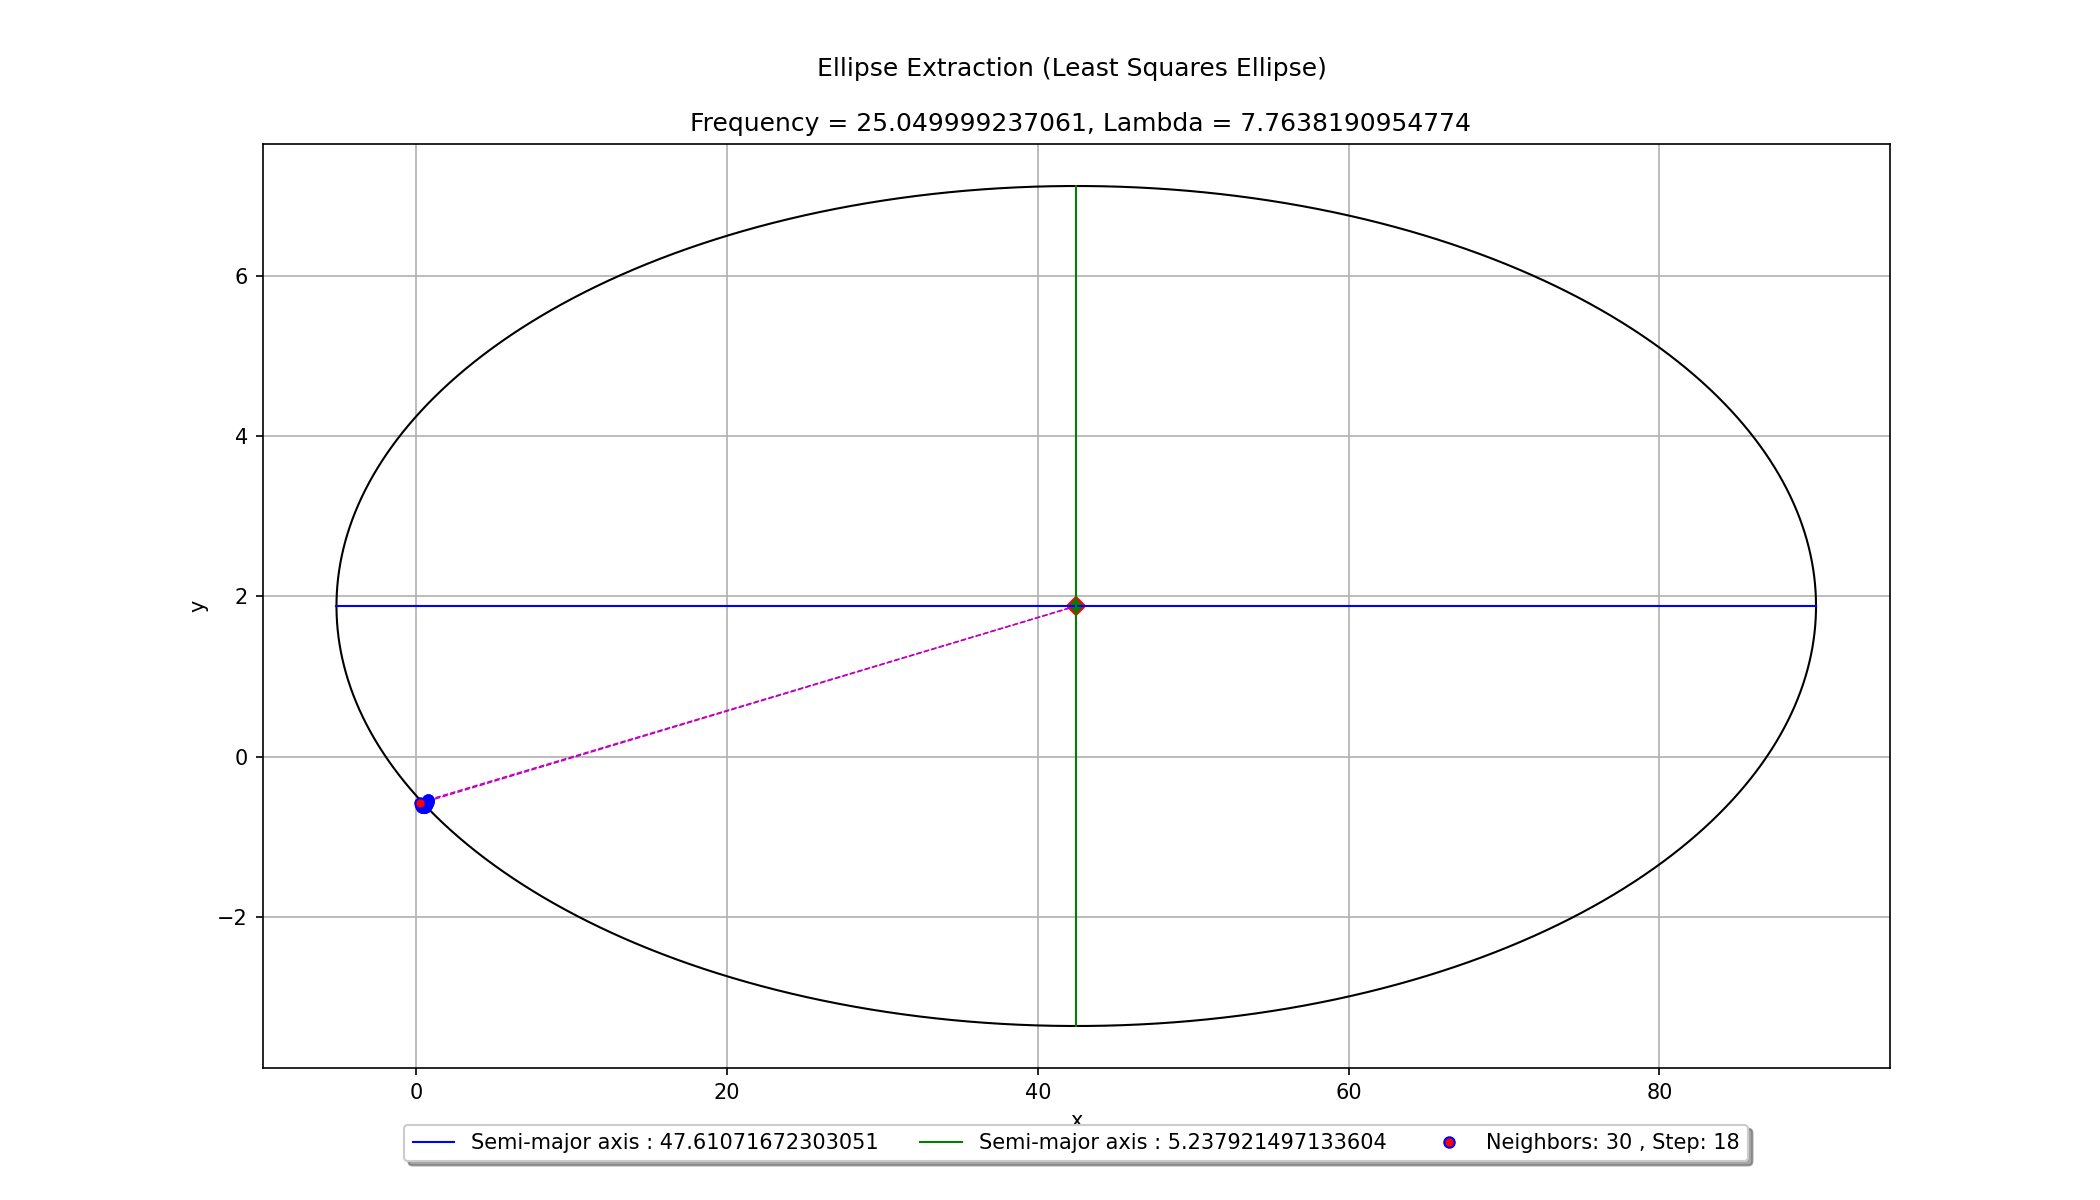 Ellipse Extraction (Least Squares Ellipse)
Frequency = 25.049999237061, Lambda = 7.7638190954774
6
4
y
2
0
−2
0 20 40 60 80
x
Semi-major axis : 47.61071672303051 Semi-major axis : 5.237921497133604 Neighbors: 30 , Step: 18